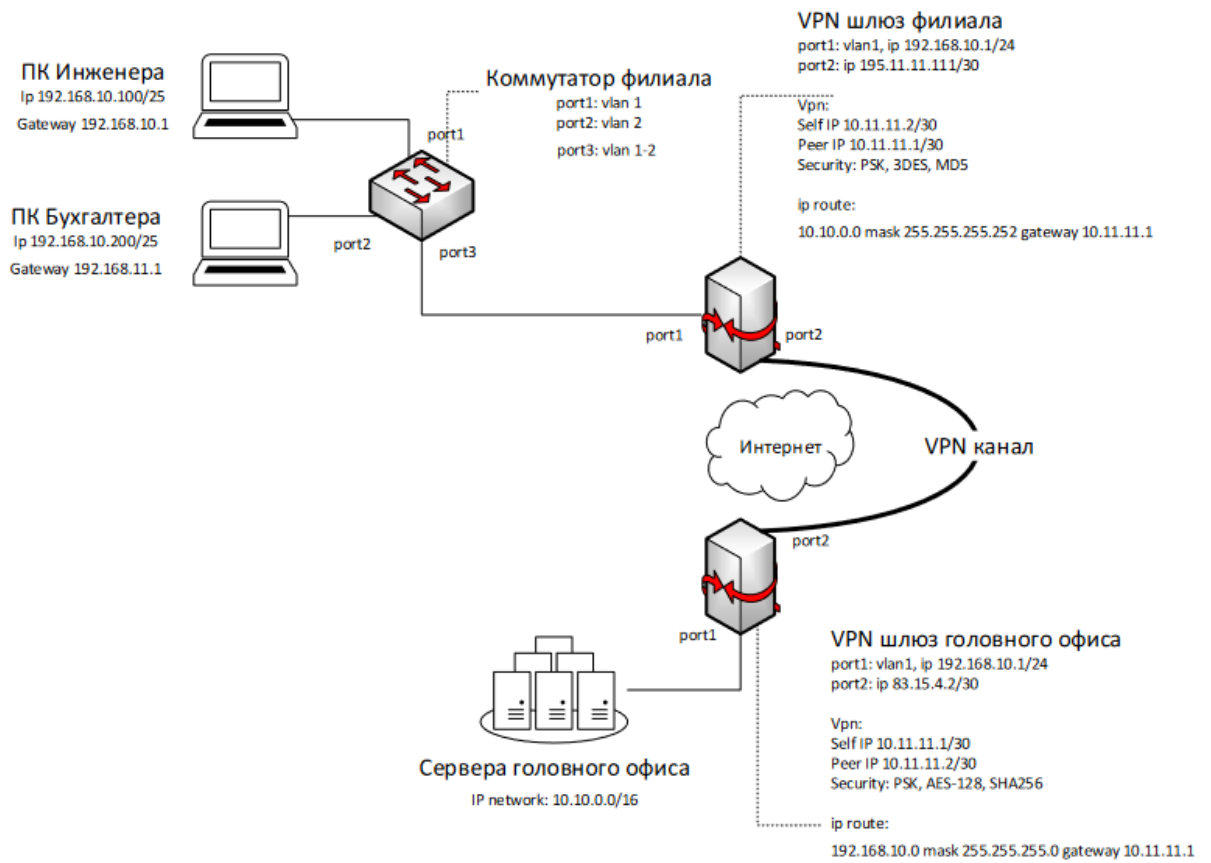 VPN шлюз филиала
port1: vlan1, ip 192.168.10.1/24
port2: ip 195.11.11.111/30
Vpn:
Self IP 10.11.11.2/30
Peer IP 10.11.11.1/30
Security: PSK, 3DES, MD5
ip route:
10.10.0.0 mask 255.255.255.252 gateway 10.11.11.1
ПК Инженера
Ip 192.168.10.100/25
Gateway 192.168.10.1
Коммутатор филиала
port1: vlan 1
port2: vlan 2
port3: vlan 1-2
port1
ПК Бухгалтера
Ip 192.168.10.200/25
Gateway 192.168.11.1
port2
port3
port1
port2
Интернет
VPN канал
port2
port1
VPN шлюз головного офиса
port1: vlan1, ip 192.168.10.1/24
port2: ip 83.15.4.2/30
Vpn:
Self IP 10.11.11.1/30
Peer IP 10.11.11.2/30
Security: PSK, AES-128, SHA256
ip route:
192.168.10.0 mask 255.255.255.0 gateway 10.11.11.1
Сервера головного офиса
IP network: 10.10.0.0/16